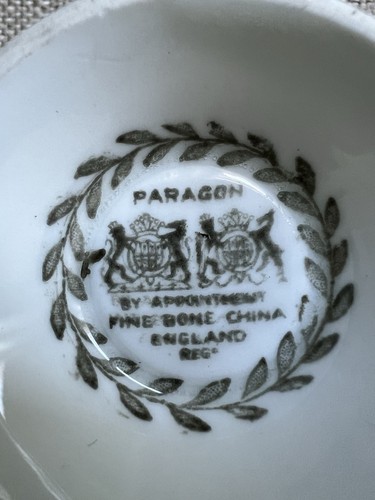 PARAGON
BY APPOINTMENT
FINE BONE CHINA
ENGLAND
REGD